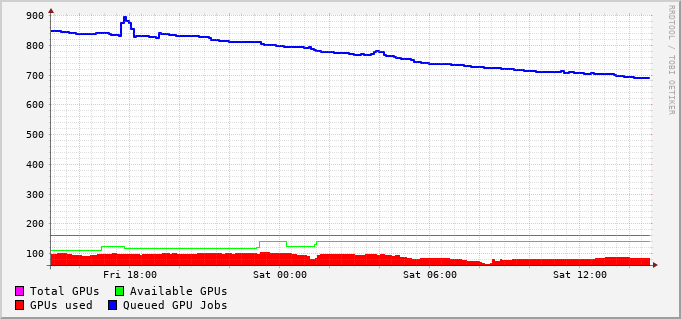 900
800
700
600
500
400
300
200
100
Fri 18:00 Sat 00:00 Sat 06:00 Sat 12:00
Total GPUs Available GPUs
GPUs used Queued GPU Jobs
RRDTOOL / TOBI OETIKER